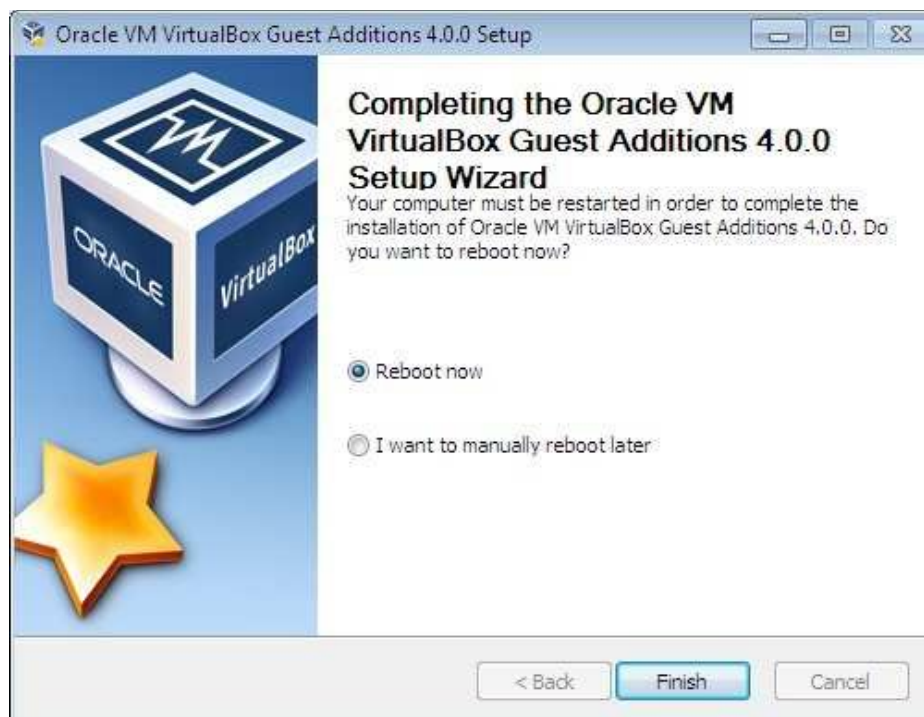 Oracle VM VirtualBox Guest Additions 4.0.0 Setup
Completing the Oracle VM
VirtualBox Guest Additions 4.0.0
Setup Wizard
Your computer must be restarted in order to complete the
installation of Oracle VM VirtualBox Guest Additions 4.0.0. Do
you want to reboot now?
ORACLE
VirtualBox
Reboot now
I want to manually reboot later
< Back
Finish
Cancel